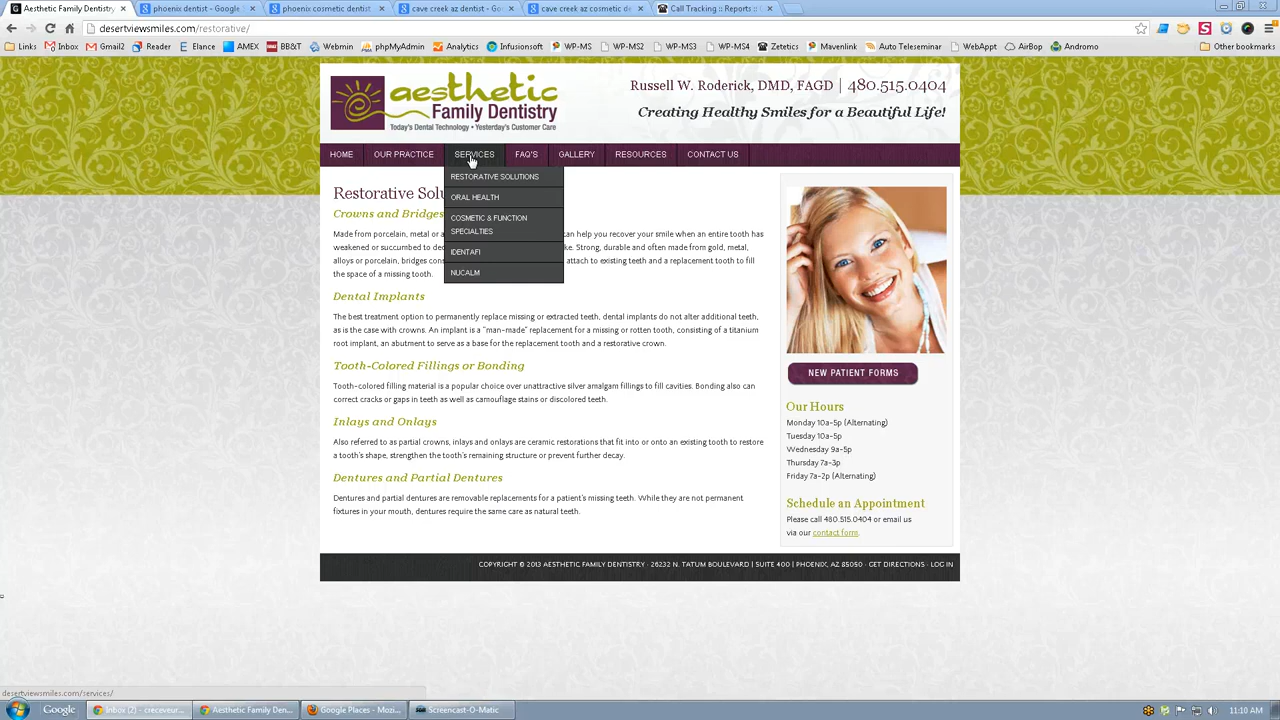 Aesthetic Family Dentistry
phoenix dentist - Google
phoenix cosmetic dentist
cave creek az dentist - Go
cave creek az cosmetic de
Call Tracking :: Reports :: C
desertviewsmiles.com/restorative/
Links
Inbox
Gmail2
Reader
Elance
AMEX
BB&T
Webmin
phpMyAdmin
Analytics
Infusionsoft
WP-MS
WP-MS2
WP-MS3
WP-MS4
Zetetics
Mavenlink
Auto Teleseminar
WebAppt
AirBop
Andromo
Other bookmarks
aesthetic
Family Dentistry
Today's Dental Technology • Yesterday's Customer Care
Russell W. Roderick, DMD, FAGD | 480.515.0404
Creating Healthy Smiles for a Beautiful Life!
HOME
OUR PRACTICE
SERVICES
FAQ'S
GALLERY
RESOURCES
CONTACT US
RESTORATIVE SOLUTIONS
ORAL HEALTH
COSMETIC & FUNCTION
SPECIALTIES
IDENTAFI
NUCALM
Restorative Solu
Crowns and Bridges
Made from porcelain, metal or a can help you recover your smile when an entire tooth has
weakened or succumbed to de ke. Strong, durable and often made from gold, metal,
alloys or porcelain, bridges con attach to existing teeth and a replacement tooth to fill
the space of a missing tooth.
Dental Implants
The best treatment option to permanently replace missing or extracted teeth, dental implants do not alter additional teeth,
as is the case with crowns. An implant is a "man-made" replacement for a missing or rotten tooth, consisting of a titanium
root implant, an abutment to serve as a base for the replacement tooth and a restorative crown.
Tooth-Colored Fillings or Bonding
Tooth-colored filling material is a popular choice over unattractive silver amalgam fillings to fill cavities. Bonding also can
correct cracks or gaps in teeth as well as camouflage stains or discolored teeth.
Inlays and Onlays
Also referred to as partial crowns, inlays and onlays are ceramic restorations that fit into or onto an existing tooth to restore
a tooth's shape, strengthen the tooth's remaining structure or prevent further decay.
Dentures and Partial Dentures
Dentures and partial dentures are removable replacements for a patient's missing teeth. While they are not permanent
fixtures in your mouth, dentures require the same care as natural teeth.
NEW PATIENT FORMS
Our Hours
Monday 10a-5p (Alternating)
Tuesday 10a-5p
Wednesday 9a-5p
Thursday 7a-3p
Friday 7a-2p (Alternating)
Schedule an Appointment
Please call 480.515.0404 or email us
via our contact form.
COPYRIGHT © 2013 AESTHETIC FAMILY DENTISTRY · 26232 N. TATUM BOULEVARD | SUITE 400 | PHOENIX, AZ 85050 · GET DIRECTIONS · LOG IN
desertviewsmiles.com/services/
Google
Inbox (2) - creceveur...
Aesthetic Family Den...
Google Places - Mozi...
Screencast-O-Matic
11:10 AM